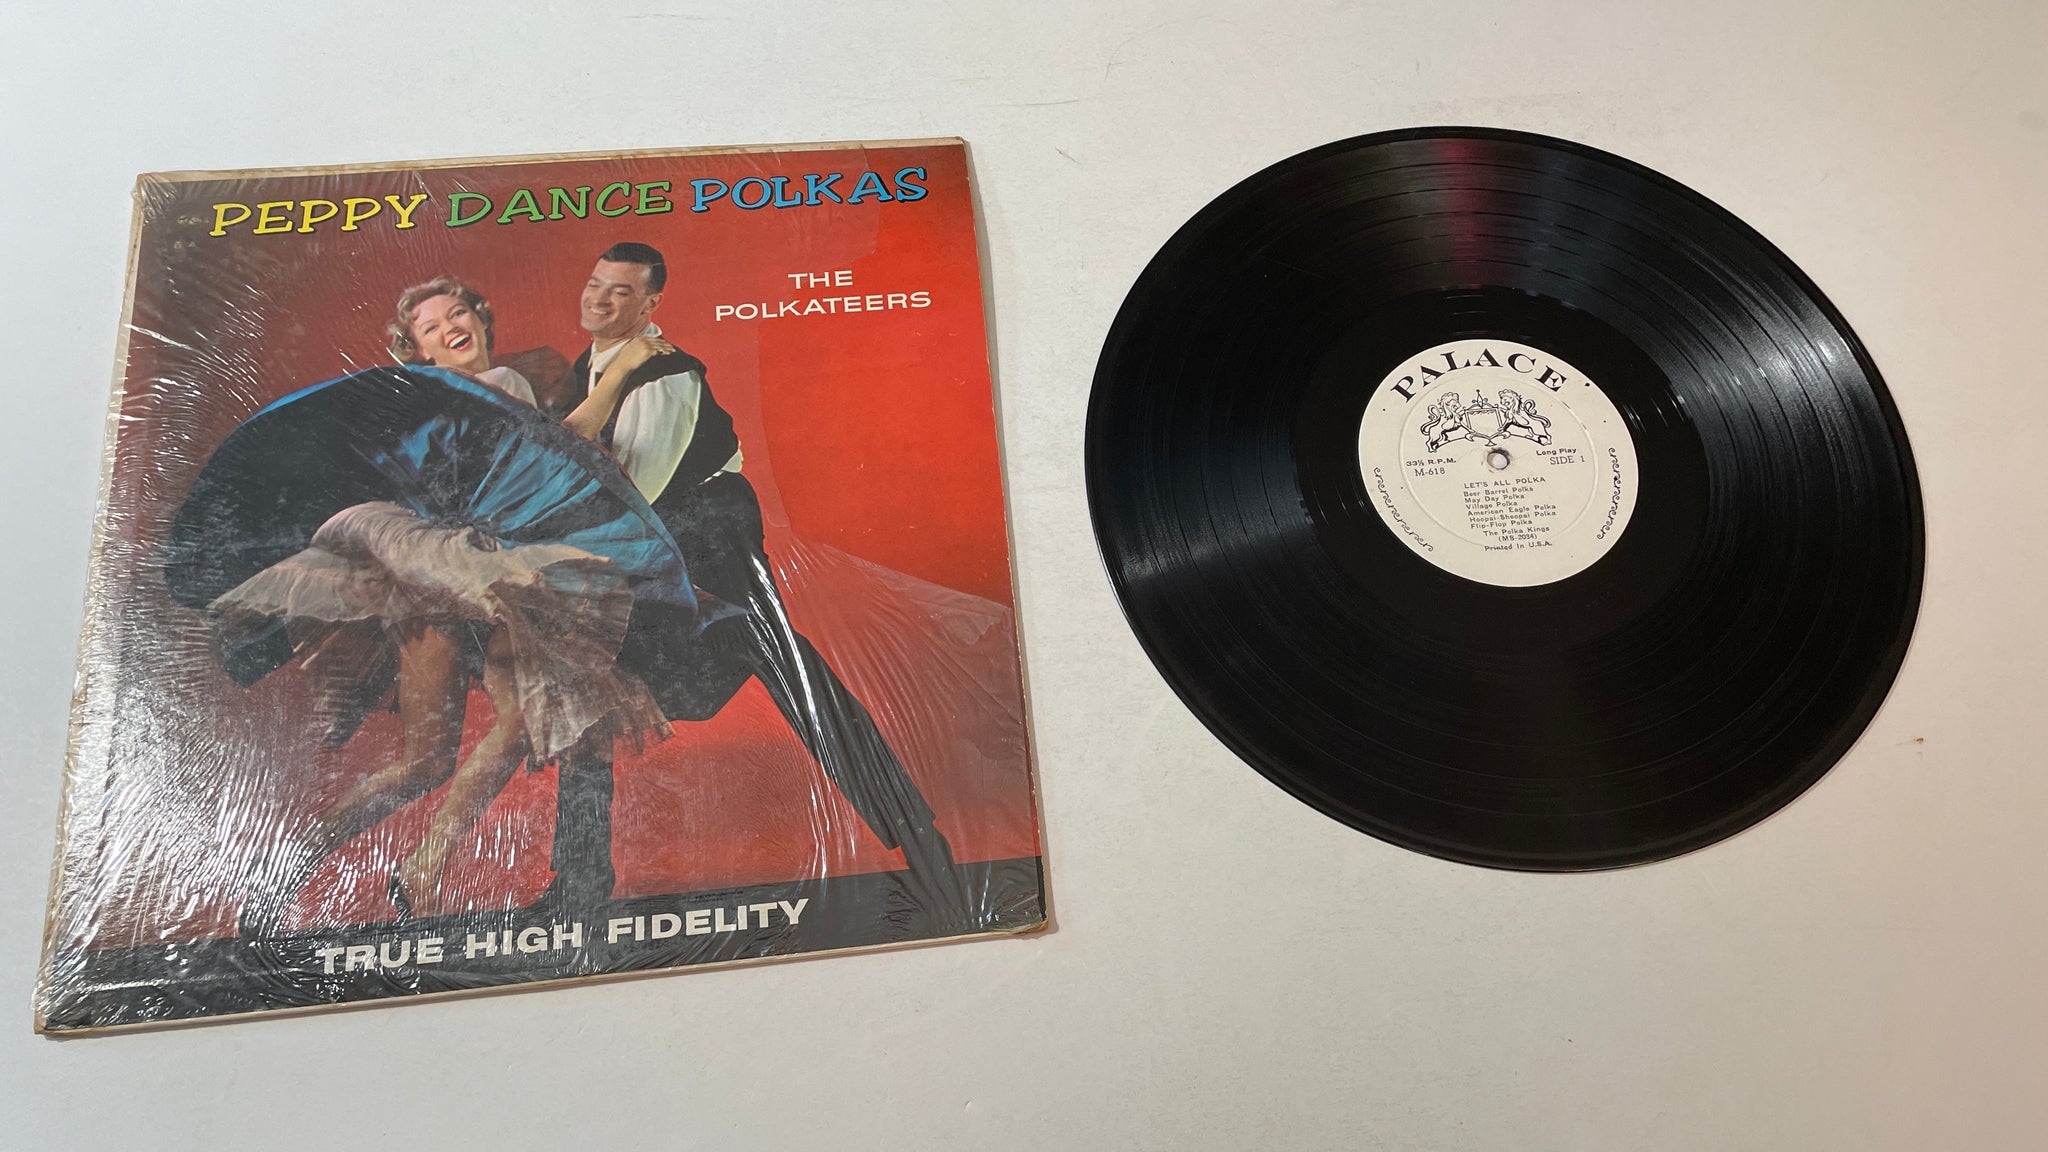 PEPPY DANCE POLKAS
THE
POLKATEERS
TRUE HIGH FIDELITY
PALACE
33⅓ R.P.M.
M-618
Long Play
SIDE 1
LET'S ALL POLKA
Beer Barrel Polka
May Day Polka
Village Polka
American Eagle Polka
Hoopsi-Shoopsi Polka
Flip-Flop Polka
The Polka Kings
(MS-2034)
Printed in U.S.A.